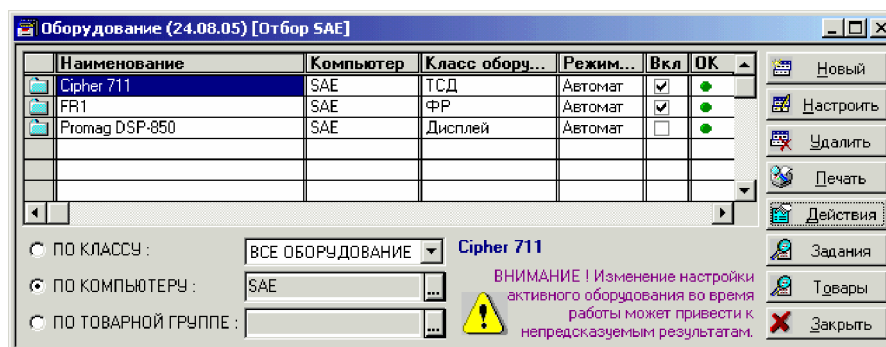 Оборудование (24.08.05) [Отбор SAE]
Наименование Компьютер Класс обору... Режим... Вкл OK
Cipher 711 SAE ТСД Автомат
FR1 SAE ФР Автомат
Promag DSP-850 SAE Дисплей Автомат
Новый
Настроить
Удалить
Печать
Действия
Задания
Товары
Закрыть
ПО КЛАССУ : ВСЕ ОБОРУДОВАНИЕ
ПО КОМПЬЮТЕРУ : SAE ...
ПО ТОВАРНОЙ ГРУППЕ : ...
Cipher 711
ВНИМАНИЕ ! Изменение настройки
активного оборудования во время
работы может привести к
непредсказуемым результатам.